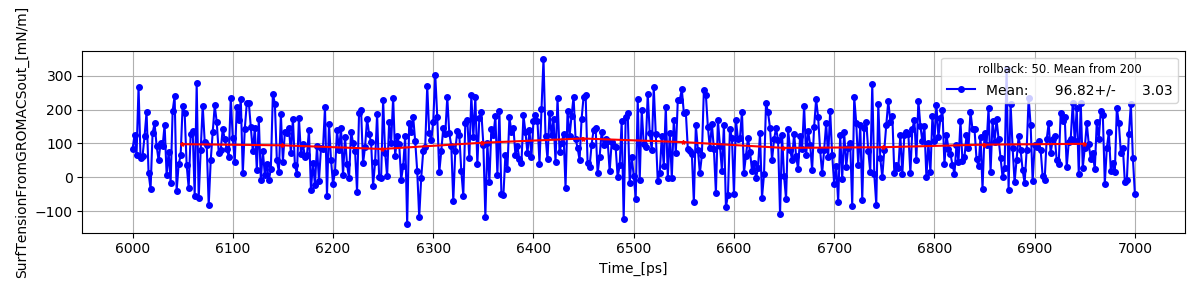 SurfTensionFromGROMACSout_[mN/m]
300
200
100
0
−100
rollback: 50. Mean from 200
Mean: 96.82+/- 3.03
6000 6100 6200 6300 6400 6500 6600 6700 6800 6900 7000
Time_[ps]